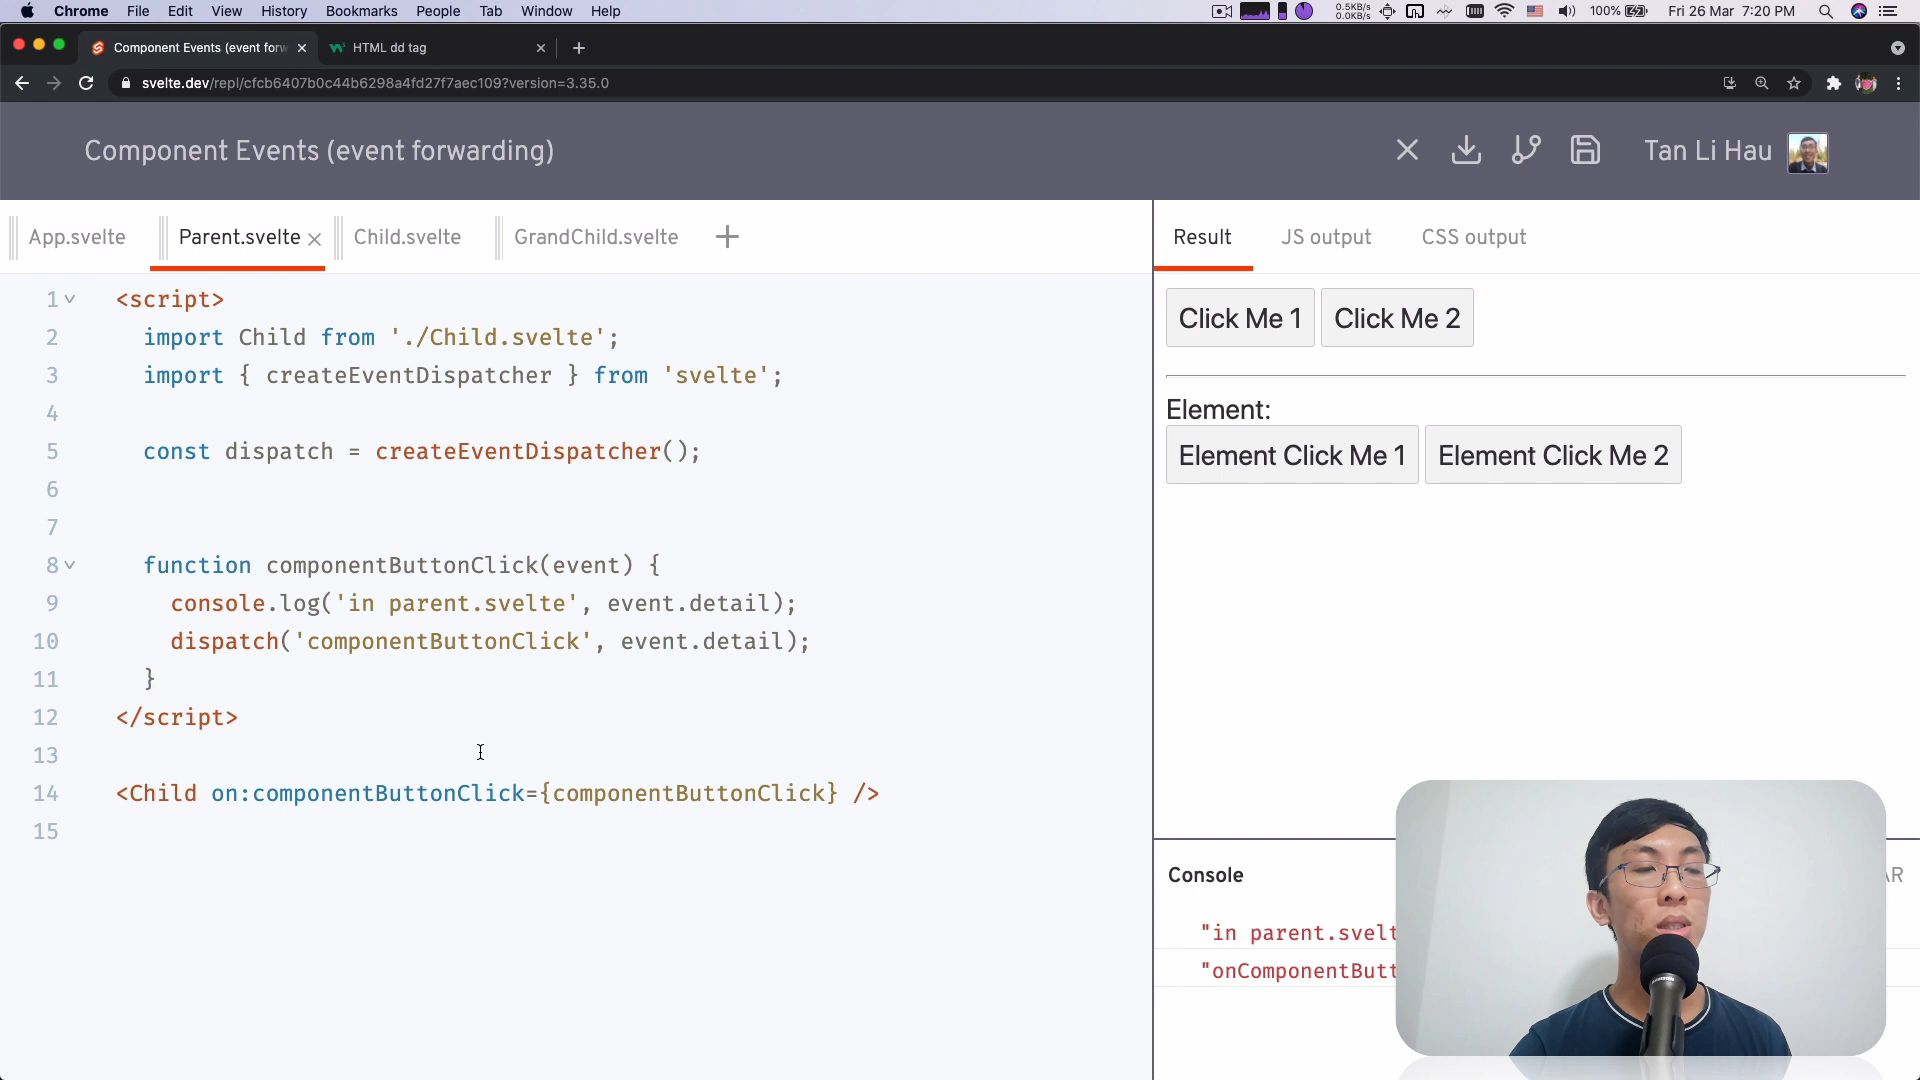 Chrome File Edit View History Bookmarks People Tab Window Help 0.5KB/s 0.0KB/s 100% Fri 26 Mar 7:20 PM
Component Events (event forw HTML dd tag
svelte.dev/repl/cfcb6407b0c44b6298a4fd27f7aec109?version=3.35.0
Component Events (event forwarding) Tan Li Hau
App.svelte Parent.svelte Child.svelte GrandChild.svelte
1 <script>
2 import Child from './Child.svelte';
3 import { createEventDispatcher } from 'svelte';
4
5 const dispatch = createEventDispatcher();
6
7
8 function componentButtonClick(event) {
9 console.log('in parent.svelte', event.detail);
10 dispatch('componentButtonClick', event.detail);
11 }
12 </script>
13
14 <Child on:componentButtonClick={componentButtonClick} />
15
Result JS output CSS output
Click Me 1 Click Me 2
Element:
Element Click Me 1 Element Click Me 2
Console AR
"in parent.svelt
"onComponentButt